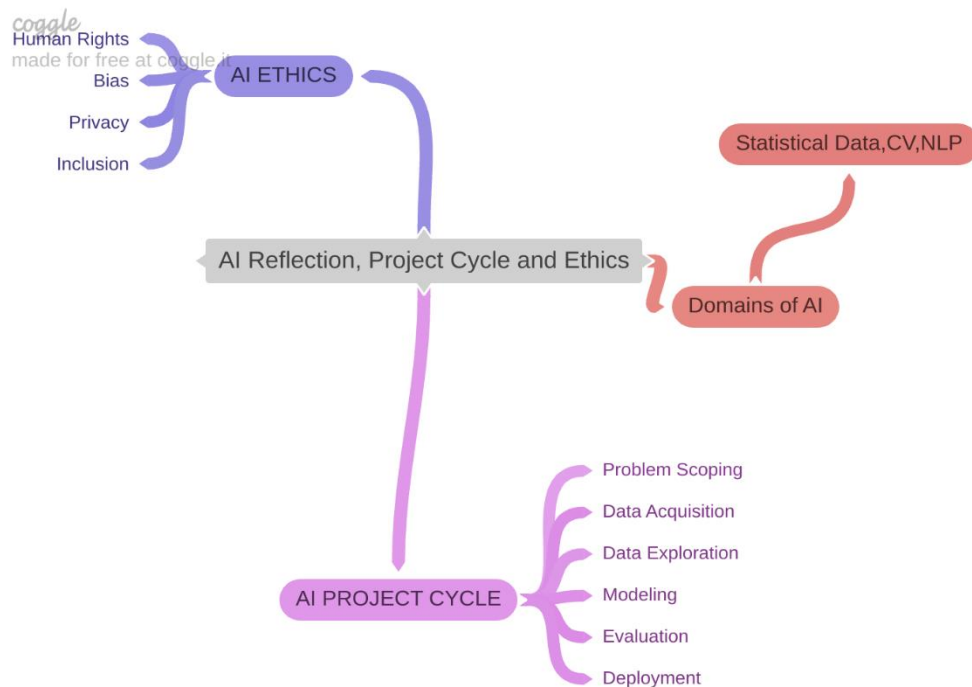 coggle
made for free at coggle.it
Human Rights
Bias
Privacy
Inclusion
AI ETHICS
Statistical Data,CV,NLP
AI Reflection, Project Cycle and Ethics
Domains of AI
AI PROJECT CYCLE
Problem Scoping
Data Acquisition
Data Exploration
Modeling
Evaluation
Deployment